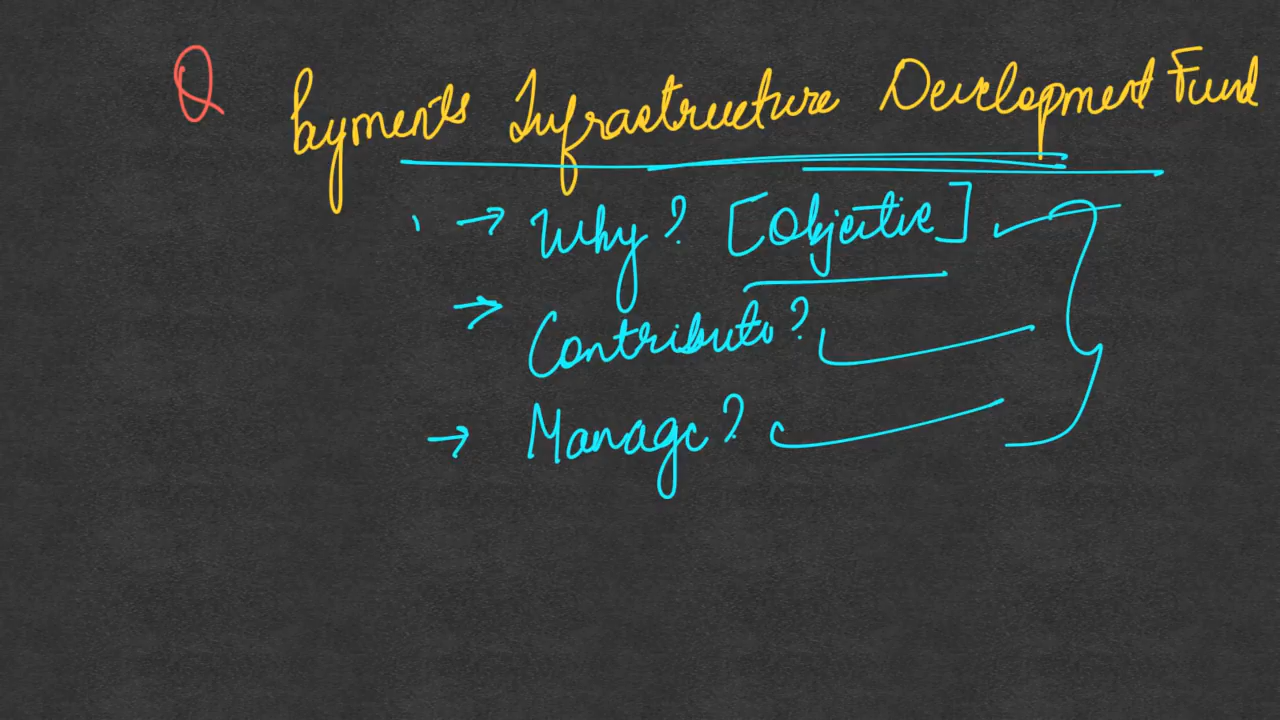 Q Payments Infrastructure Development Fund
→ Why? [Objective]
→ Contributo?
→ Manage?